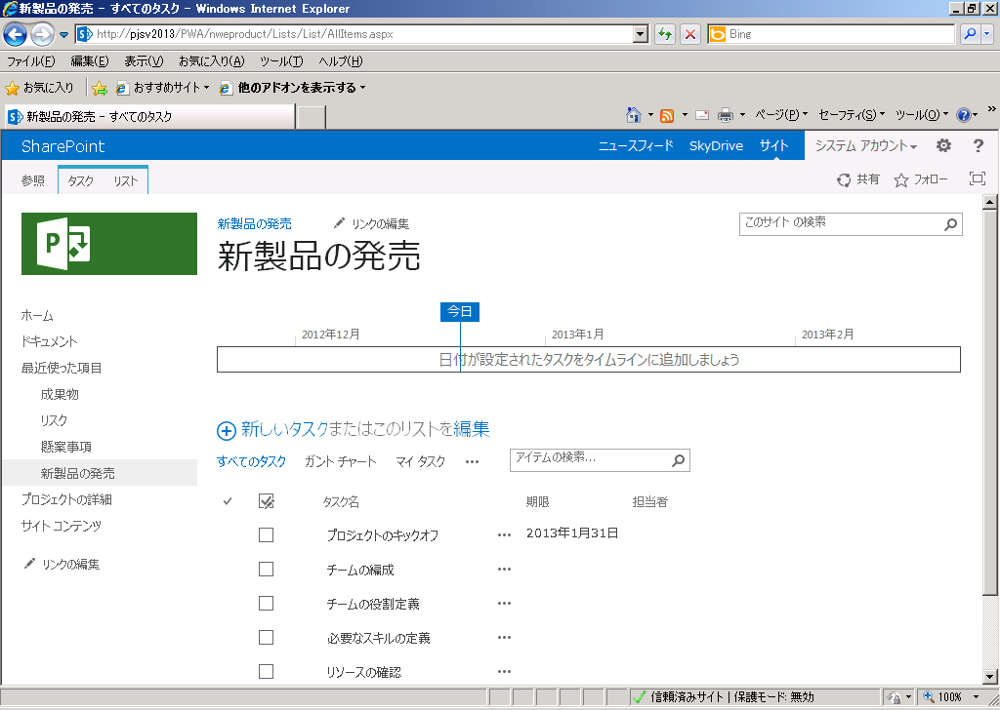 新製品の発売 - すべてのタスク - Windows Internet Explorer
http://pjsv2013/PWA/nweproduct/Lists/List/AllItems.aspx
Bing
ファイル(F) 編集(E) 表示(V) お気に入り(A) ツール(T) ヘルプ(H)
お気に入り おすすめサイト 他のアドオンを表示する
新製品の発売 - すべてのタスク
ページ(P) セーフティ(S) ツール(O)
SharePoint
ニュースフィード SkyDrive サイト システム アカウント
参照 タスク リスト
共有 フォロー
新製品の発売 リンクの編集
このサイト の検索
新製品の発売
P
ホーム
ドキュメント
最近使った項目
成果物
リスク
懸案事項
新製品の発売
プロジェクトの詳細
サイト コンテンツ
リンクの編集
今日
2012年12月 2013年1月 2013年2月
日付が設定されたタスクをタイムラインに追加しましょう
新しいタスクまたはこのリストを編集
すべてのタスク ガント チャート マイ タスク ••• アイテムの検索...
タスク名 期限 担当者
プロジェクトのキックオフ ••• 2013年1月31日
チームの編成 •••
チームの役割定義 •••
必要なスキルの定義 •••
リソースの確認 •••
信頼済みサイト | 保護モード: 無効
100%